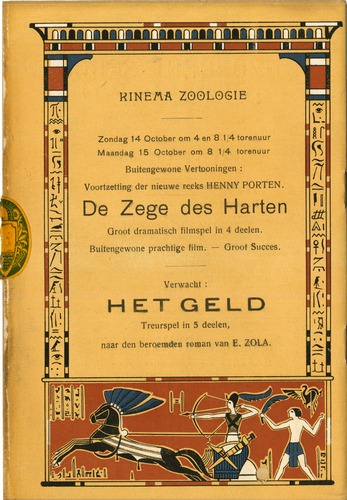 KINEMA ZOOLOGIE
Zondag 14 October om 4 en 8 1/4 torenuur
Maandag 15 October om 8 1/4 torenuur
Buitengewone Vertooningen :
Voortzetting der nieuwe reeks HENNY PORTEN.
De Zege des Harten
Groot dramatisch filmspel in 4 deelen.
Buitengewone prachtige film. — Groot Succes.
Verwacht :
HET GELD
Treurspel in 5 deelen,
naar den beroemden roman van E. ZOLA.